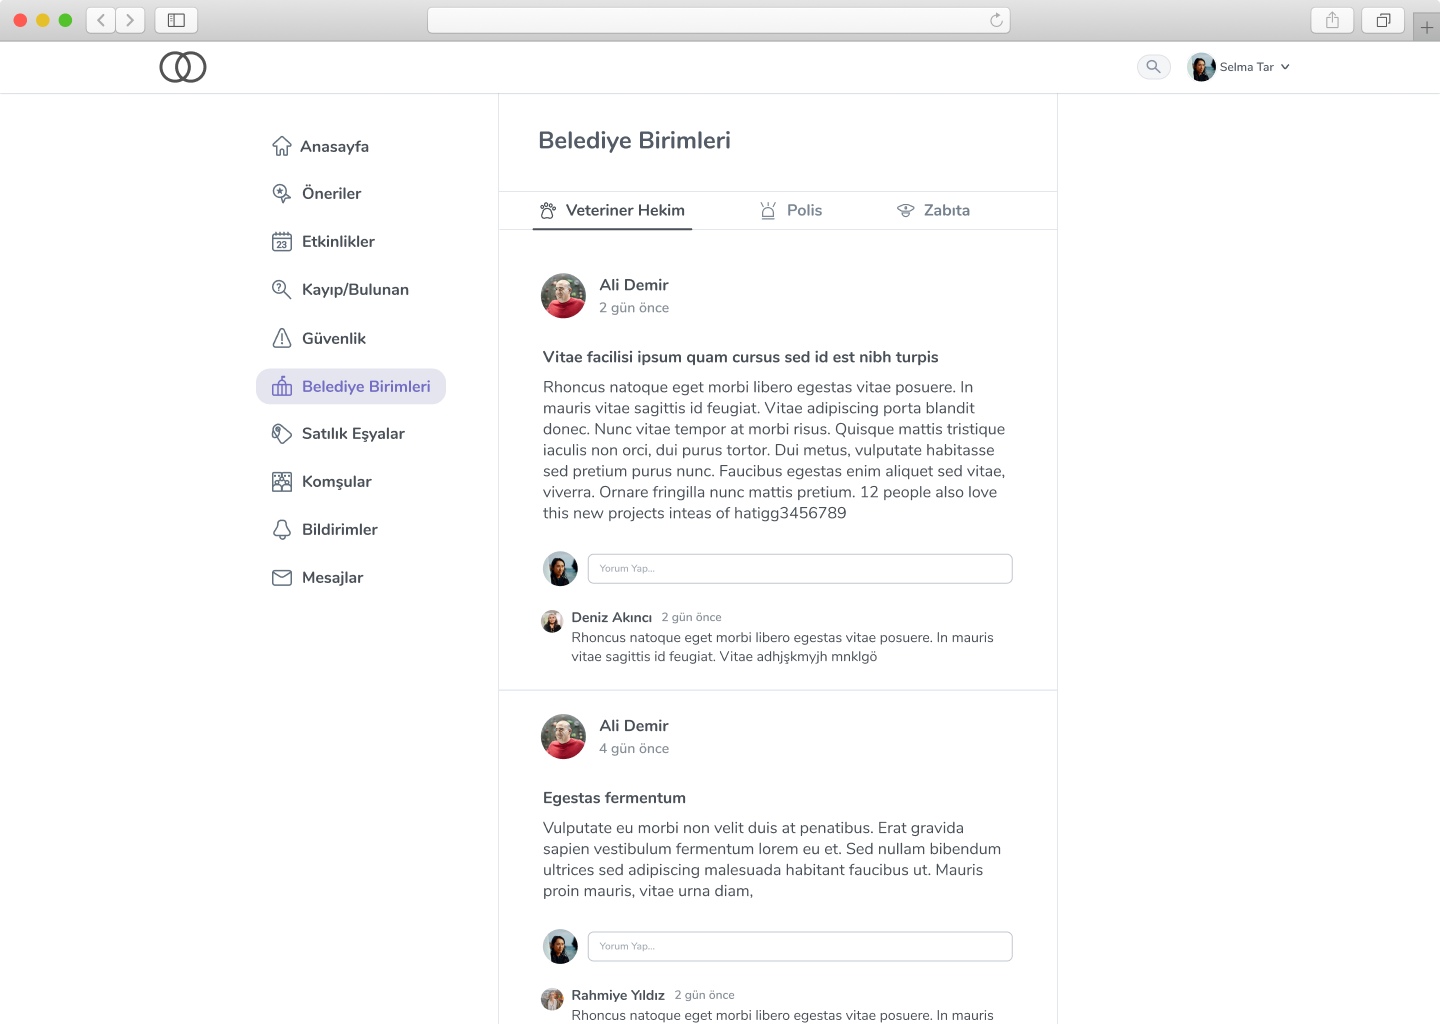 Selma Tar
Anasayfa
Öneriler
23
Etkinlikler
Kayıp/Bulunan
Güvenlik
Belediye Birimleri
Satılık Eşyalar
Komşular
Bildirimler
Mesajlar
Belediye Birimleri
Veteriner Hekim
Polis
Zabıta
Ali Demir
2 gün önce
Vitae facilisi ipsum quam cursus sed id est nibh turpis
Rhoncus natoque eget morbi libero egestas vitae posuere. In
mauris vitae sagittis id feugiat. Vitae adipiscing porta blandit
donec. Nunc vitae tempor at morbi risus. Quisque mattis tristique
iaculis non orci, dui purus tortor. Dui metus, vulputate habitasse
sed pretium purus nunc. Faucibus egestas enim aliquet sed vitae,
viverra. Ornare fringilla nunc mattis pretium. 12 people also love
this new projects inteas of hatigg3456789
Yorum Yap...
Deniz Akıncı 2 gün önce
Rhoncus natoque eget morbi libero egestas vitae posuere. In mauris
vitae sagittis id feugiat. Vitae adhjşkmyjh mnklgö
Ali Demir
4 gün önce
Egestas fermentum
Vulputate eu morbi non velit duis at penatibus. Erat gravida
sapien vestibulum fermentum lorem eu et. Sed nullam bibendum
ultrices sed adipiscing malesuada habitant faucibus ut. Mauris
proin mauris, vitae urna diam,
Yorum Yap...
Rahmiye Yıldız 2 gün önce
Rhoncus natoque eget morbi libero egestas vitae posuere. In mauris